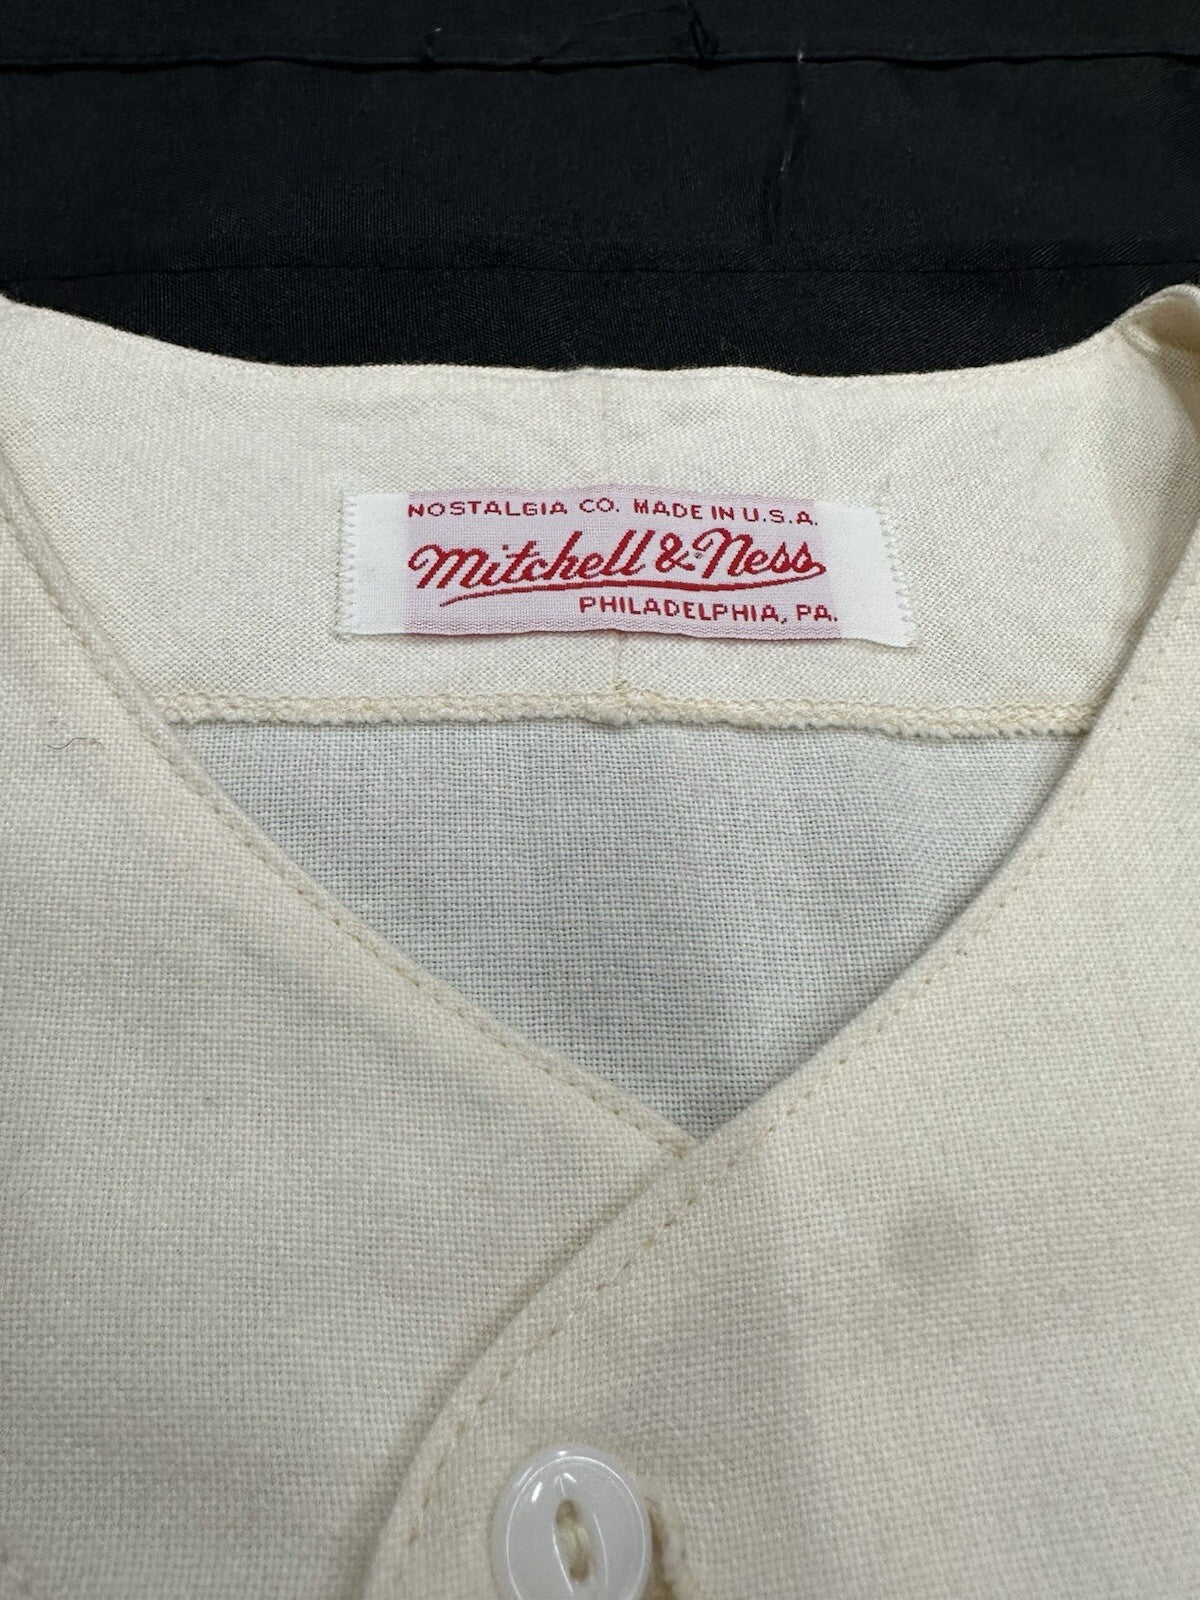 NOSTALGIA CO. MADE IN U.S.A.
Mitchell & Ness
PHILADELPHIA, PA.